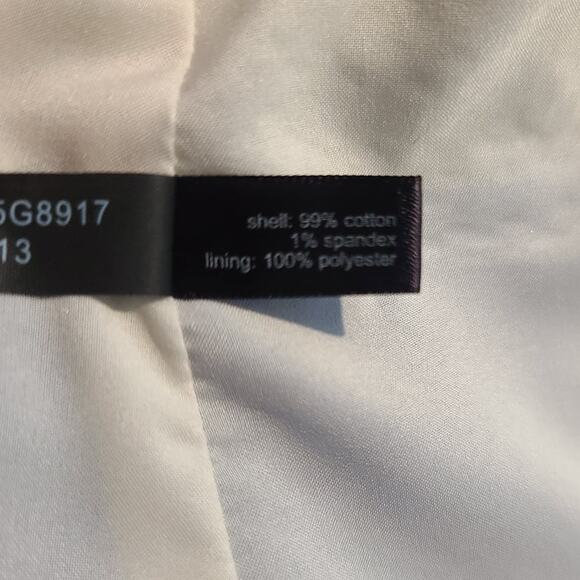 5G8917
13
shell: 99% cotton
1% spandex
lining: 100% polyester